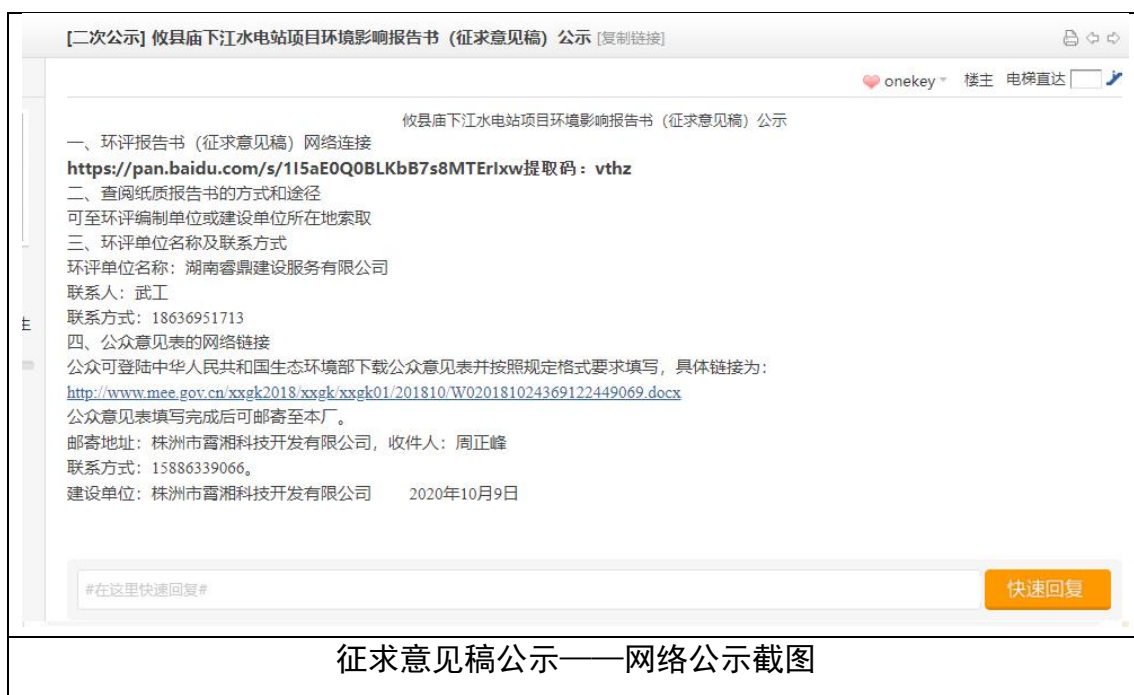 [二次公示] 攸县庙下江水电站项目环境影响报告书（征求意见稿）公示 [复制链接]
onekey 楼主 电梯直达
攸县庙下江水电站项目环境影响报告书（征求意见稿）公示
一、环评报告书（征求意见稿）网络连接
https://pan.baidu.com/s/1I5aE0Q0BLKbB7s8MTErlxw提取码：vthz
二、查阅纸质报告书的方式和途径
可至环评编制单位或建设单位所在地索取
三、环评单位名称及联系方式
环评单位名称：湖南睿鼎建设服务有限公司
联系人：武工
联系方式：18636951713
四、公众意见表的网络链接
公众可登陆中华人民共和国生态环境部下载公众意见表并按照规定格式要求填写，具体链接为：
http://www.mee.gov.cn/xxgk2018/xxgk/xxgk01/201810/W020181024369122449069.docx
公众意见表填写完成后可邮寄至本厂。
邮寄地址：株洲市霄湘科技开发有限公司，收件人：周正峰
联系方式：15886339066。
建设单位：株洲市霄湘科技开发有限公司 2020年10月9日
#在这里快速回复#
快速回复
征求意见稿公示——网络公示截图